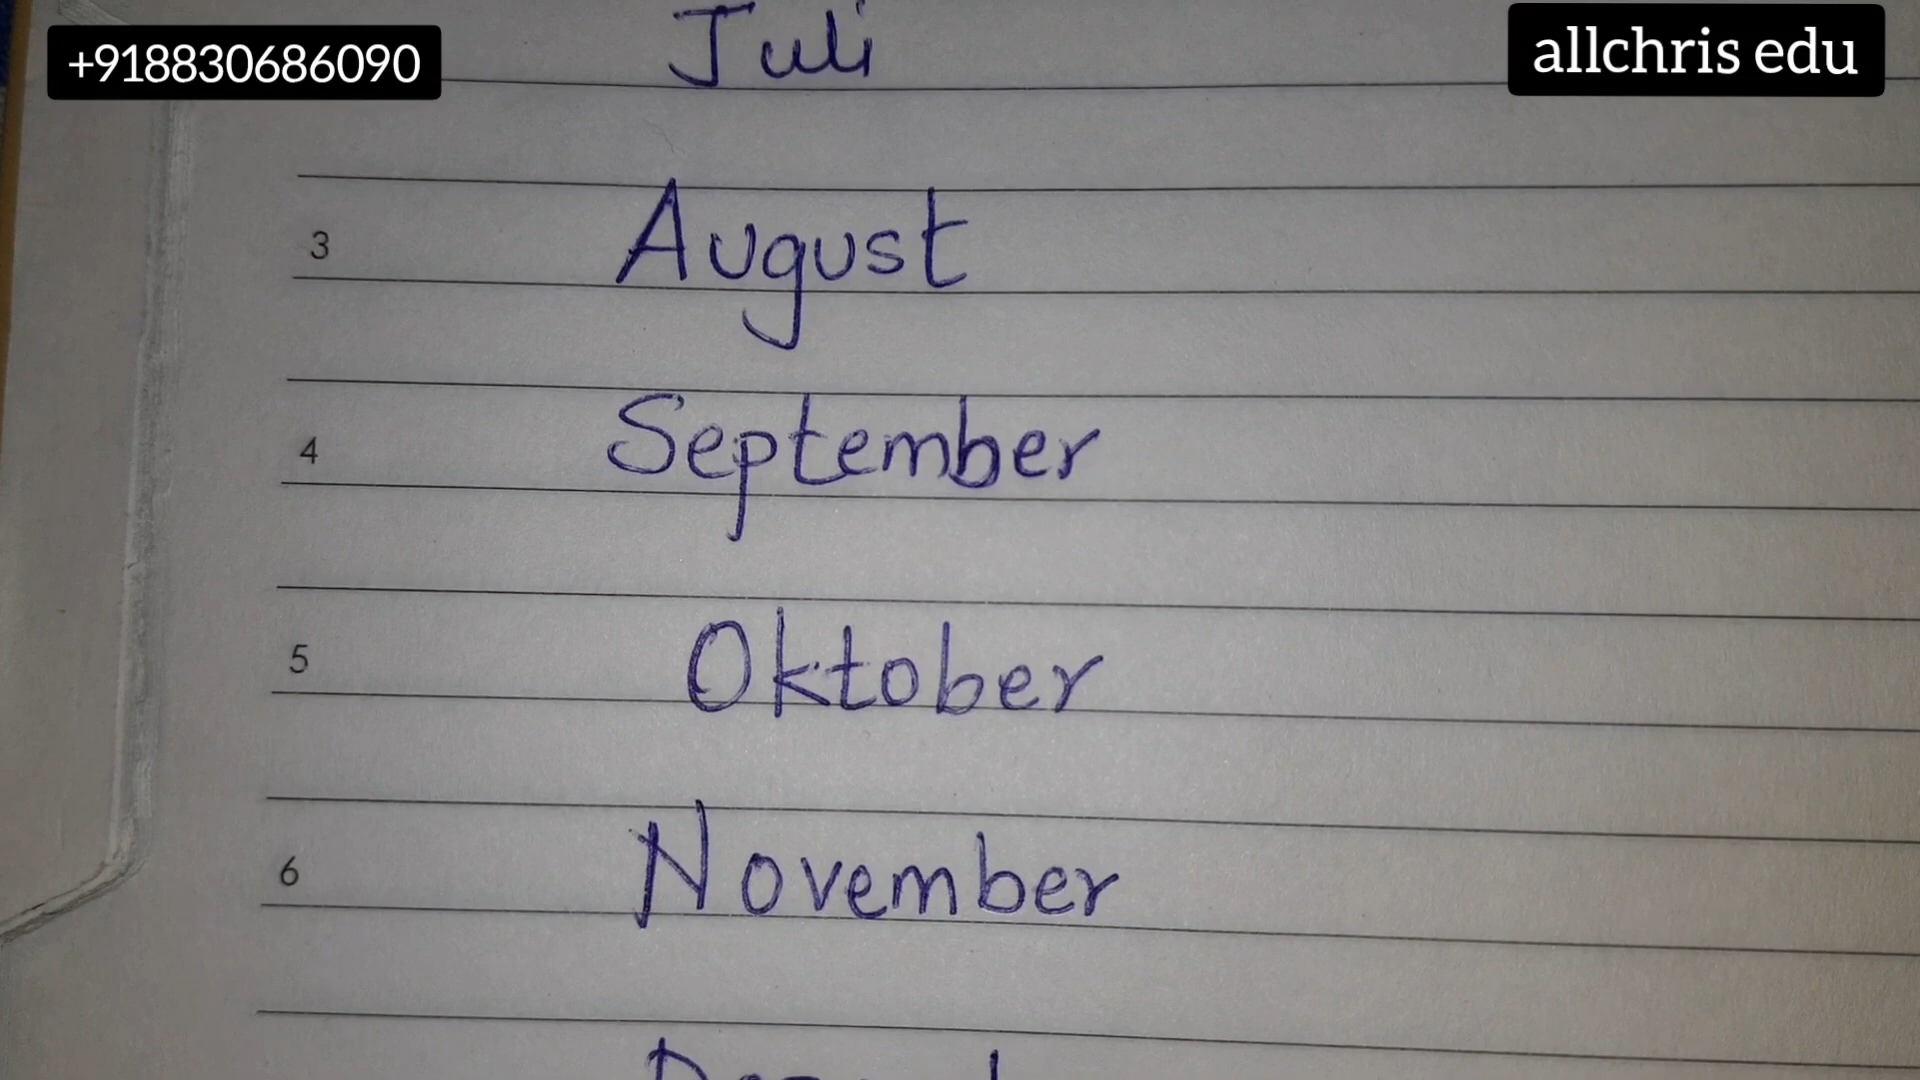 +918830686090
allchris edu
Juli
3 August
4 September
5 Oktober
6 November